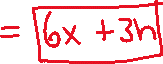 = 6x + 3h